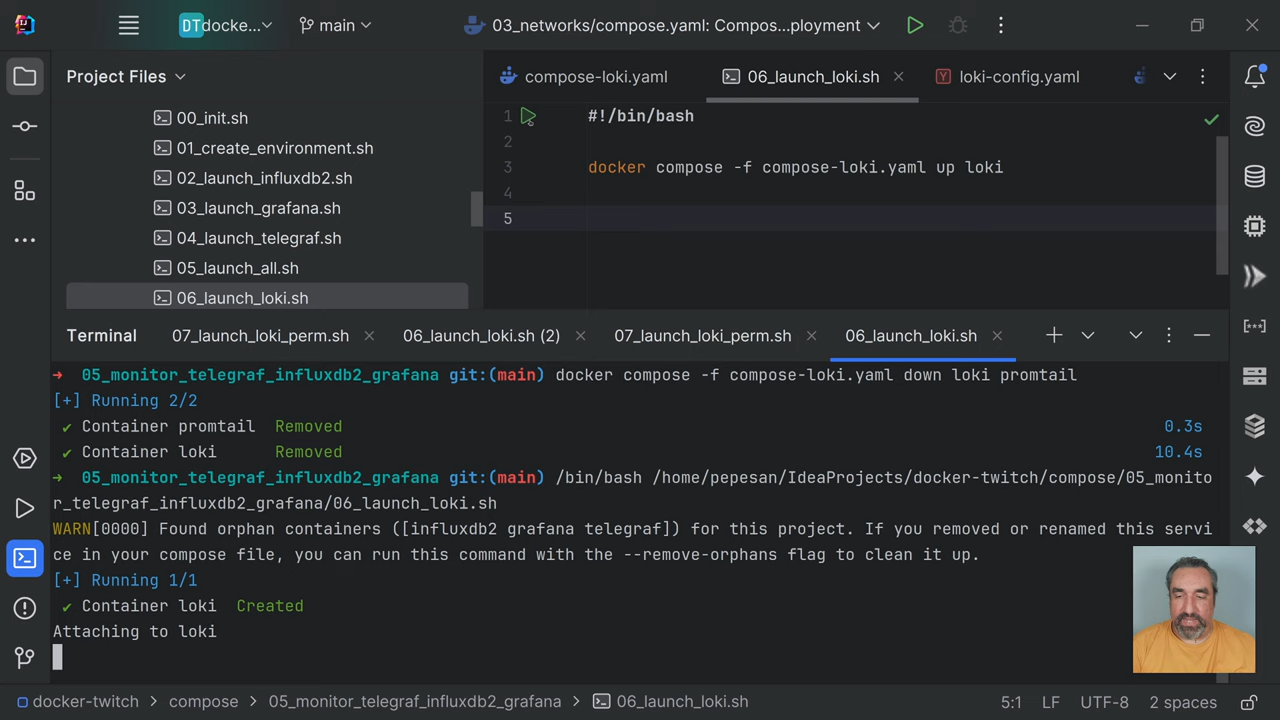 DT docke...
main
03_networks/compose.yaml: Compos...ployment
Project Files
compose-loki.yaml
06_launch_loki.sh
loki-config.yaml
00_init.sh
01_create_environment.sh
02_launch_influxdb2.sh
03_launch_grafana.sh
04_launch_telegraf.sh
05_launch_all.sh
06_launch_loki.sh
1 #!/bin/bash
2
3 docker compose -f compose-loki.yaml up loki
4
5
Terminal
07_launch_loki_perm.sh
06_launch_loki.sh (2)
07_launch_loki_perm.sh
06_launch_loki.sh
→ 05_monitor_telegraf_influxdb2_grafana git:(main) docker compose -f compose-loki.yaml down loki promtail
[+] Running 2/2
✔ Container promtail Removed 0.3s
✔ Container loki Removed 10.4s
→ 05_monitor_telegraf_influxdb2_grafana git:(main) /bin/bash /home/pepesan/IdeaProjects/docker-twitch/compose/05_monito
r_telegraf_influxdb2_grafana/06_launch_loki.sh
WARN[0000] Found orphan containers ([influxdb2 grafana telegraf]) for this project. If you removed or renamed this servi
ce in your compose file, you can run this command with the --remove-orphans flag to clean it up.
[+] Running 1/1
✔ Container loki Created
Attaching to loki
docker-twitch > compose > 05_monitor_telegraf_influxdb2_grafana > 06_launch_loki.sh
5:1 LF UTF-8 2 spaces